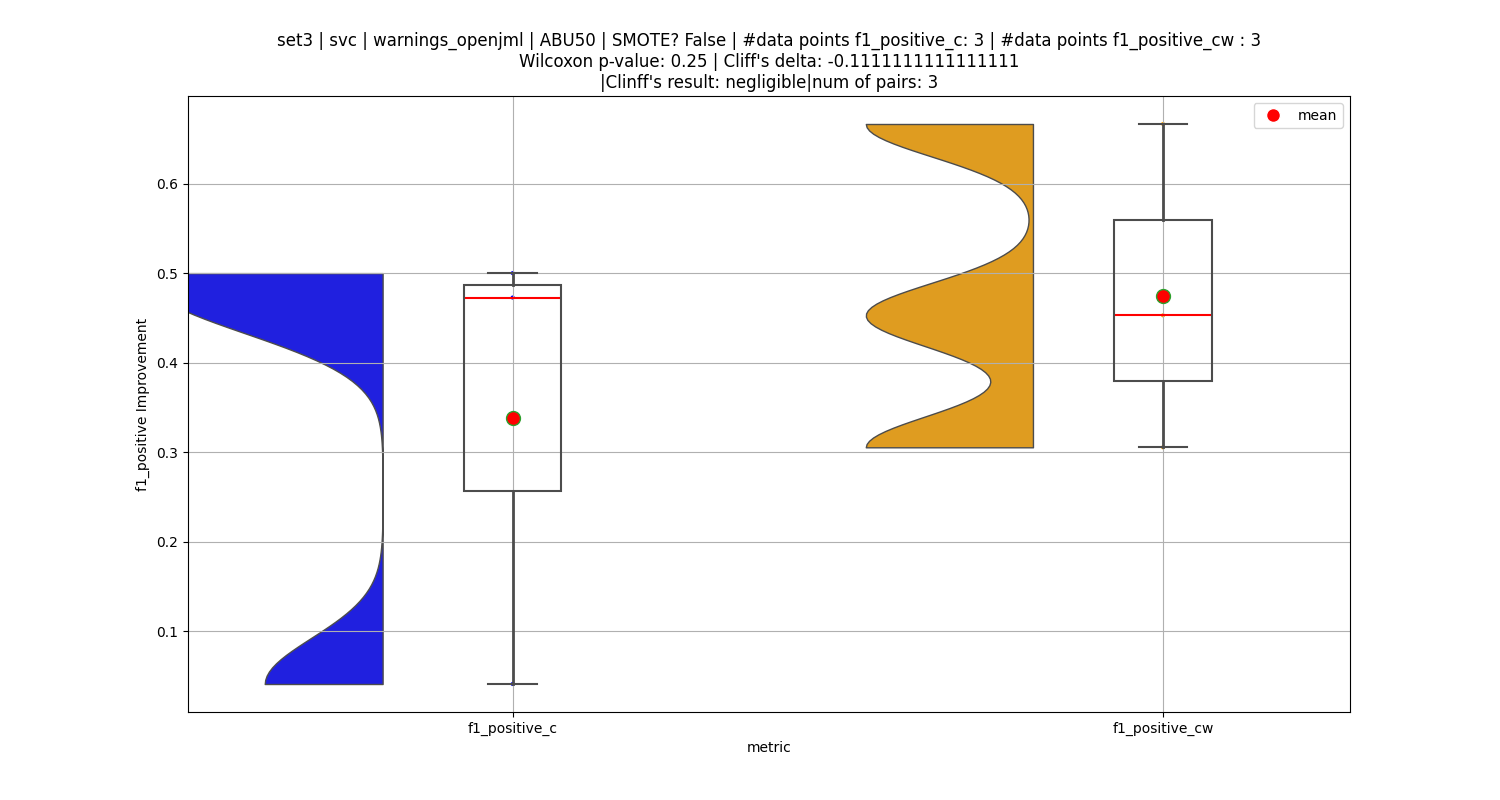 set3 | svc | warnings_openjml | ABU50 | SMOTE? False | #data points f1_positive_c: 3 | #data points f1_positive_cw : 3
Wilcoxon p-value: 0.25 | Cliff's delta: -0.1111111111111111
|Clinff's result: negligible|num of pairs: 3
mean
0.6
0.5
0.4
0.3
0.2
0.1
f1_positive Improvement
f1_positive_c
f1_positive_cw
metric